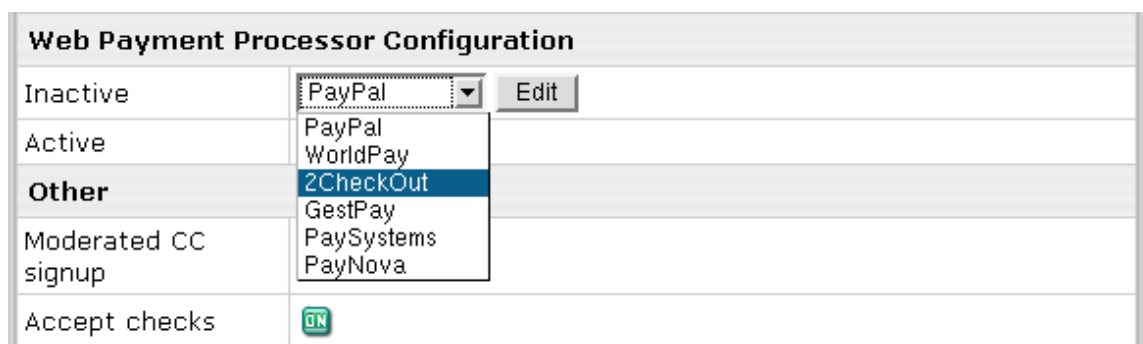 Web Payment Processor Configuration
Inactive PayPal Edit
PayPal
Active
WorldPay
2CheckOut
Other
GestPay
PaySystems
Moderated CC
signup
PayNova
Accept checks ON